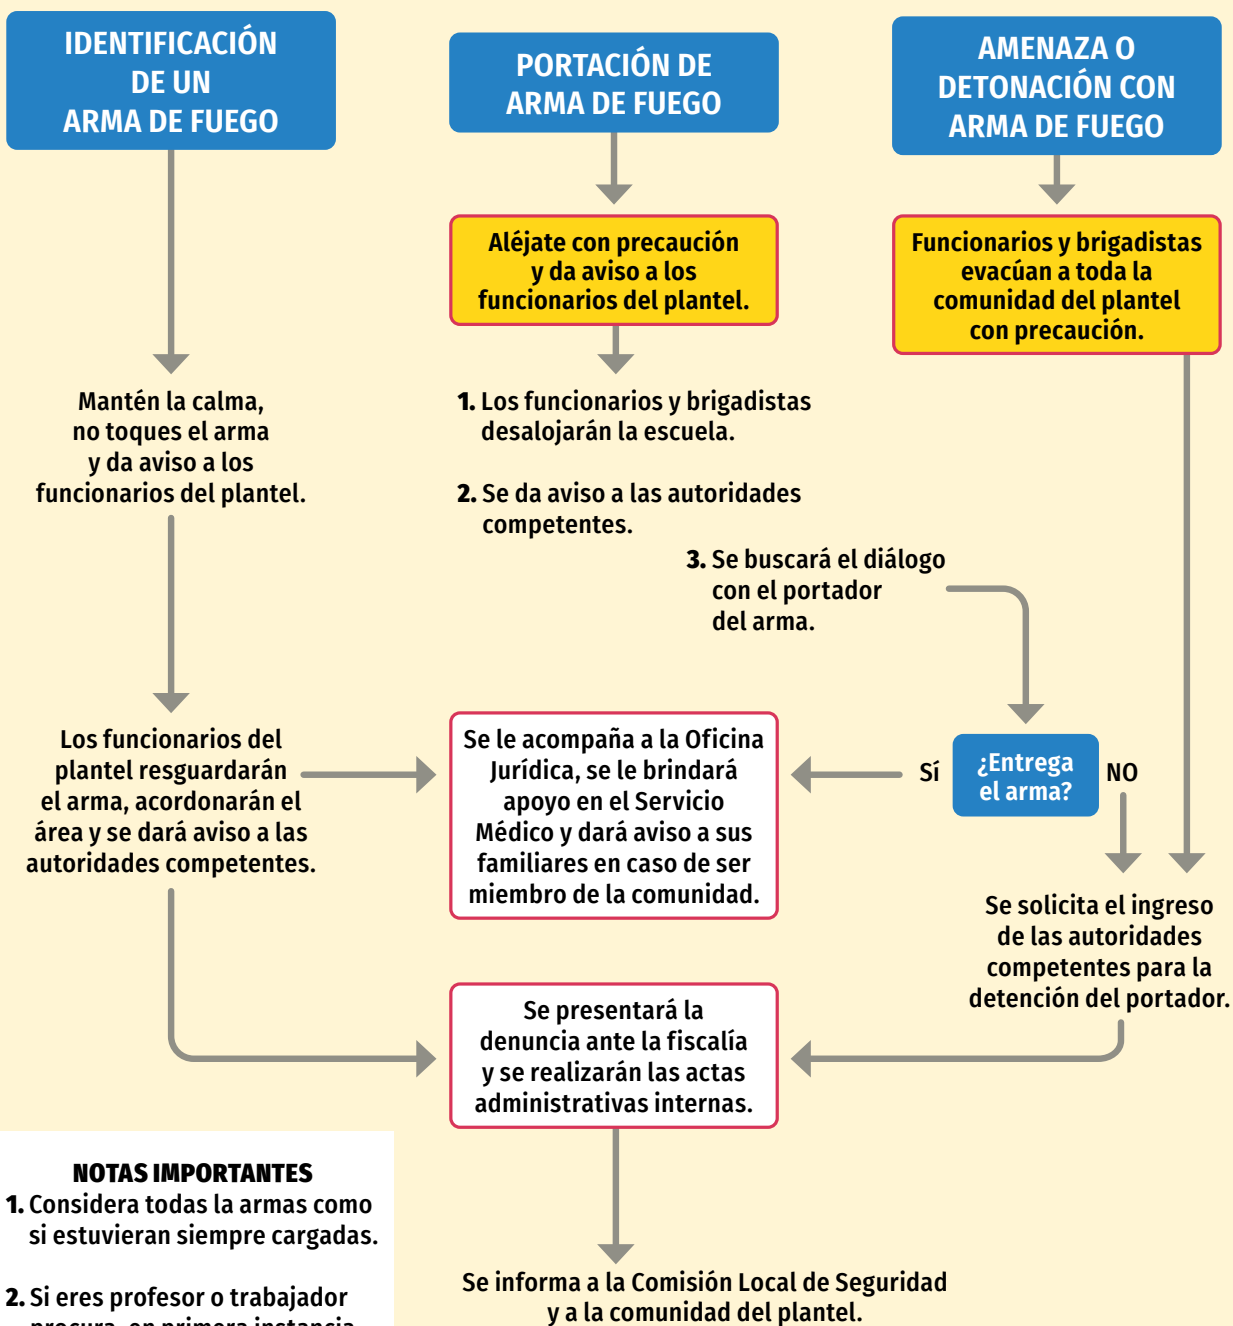 IDENTIFICACIÓN
DE UN
ARMA DE FUEGO
Mantén la calma,
no toques el arma
y da aviso a los
funcionarios del plantel.
Los funcionarios del
plantel resguardarán
el arma, acordonarán el
área y se dará aviso a las
autoridades competentes.
PORTACIÓN DE
ARMA DE FUEGO
Aléjate con precaución
y da aviso a los
funcionarios del plantel.
1. Los funcionarios y brigadistas
desalojarán la escuela.
2. Se da aviso a las autoridades
competentes.
3. Se buscará el diálogo
con el portador
del arma.
AMENAZA O
DETONACIÓN CON
ARMA DE FUEGO
Funcionarios y brigadistas
evacúan a toda la
comunidad del plantel
con precaución.
¿Entrega
el arma?
Sí
NO
Se le acompaña a la Oficina
Jurídica, se le brindará
apoyo en el Servicio
Médico y dará aviso a sus
familiares en caso de ser
miembro de la comunidad.
Se solicita el ingreso
de las autoridades
competentes para la
detención del portador.
Se presentará la
denuncia ante la fiscalía
y se realizarán las actas
administrativas internas.
Se informa a la Comisión Local de Seguridad
y a la comunidad del plantel.
NOTAS IMPORTANTES
1. Considera todas la armas como
si estuvieran siempre cargadas.
2. Si eres profesor o trabajador
procura, en primera instancia